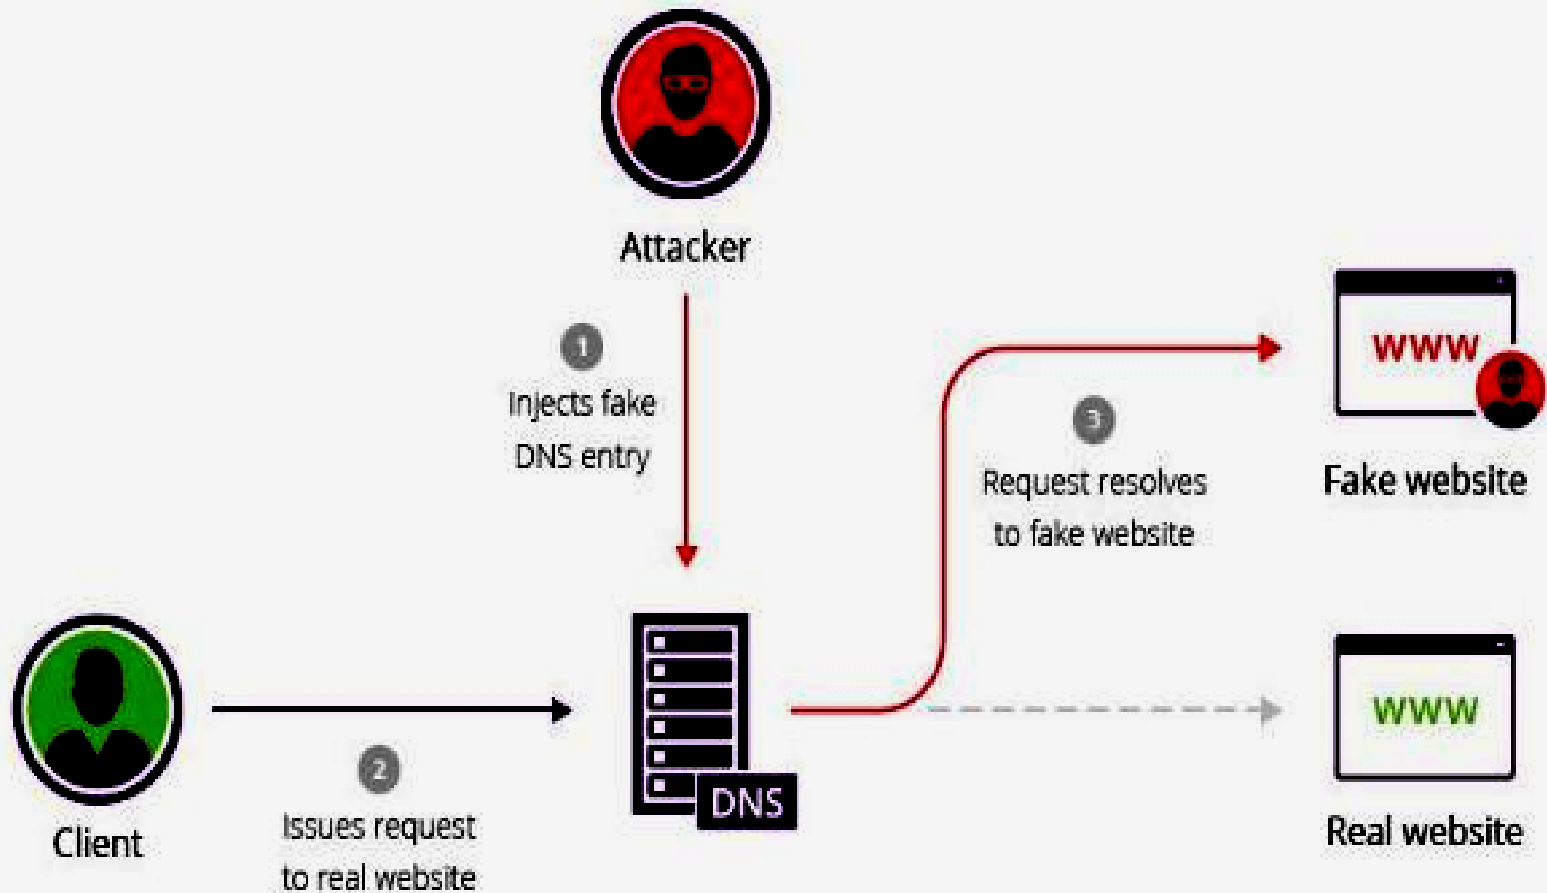 Attacker
1
Injects fake
DNS entry
www
3
Request resolves
to fake website
Fake website
DNS
www
Client
2
Issues request
to real website
Real website